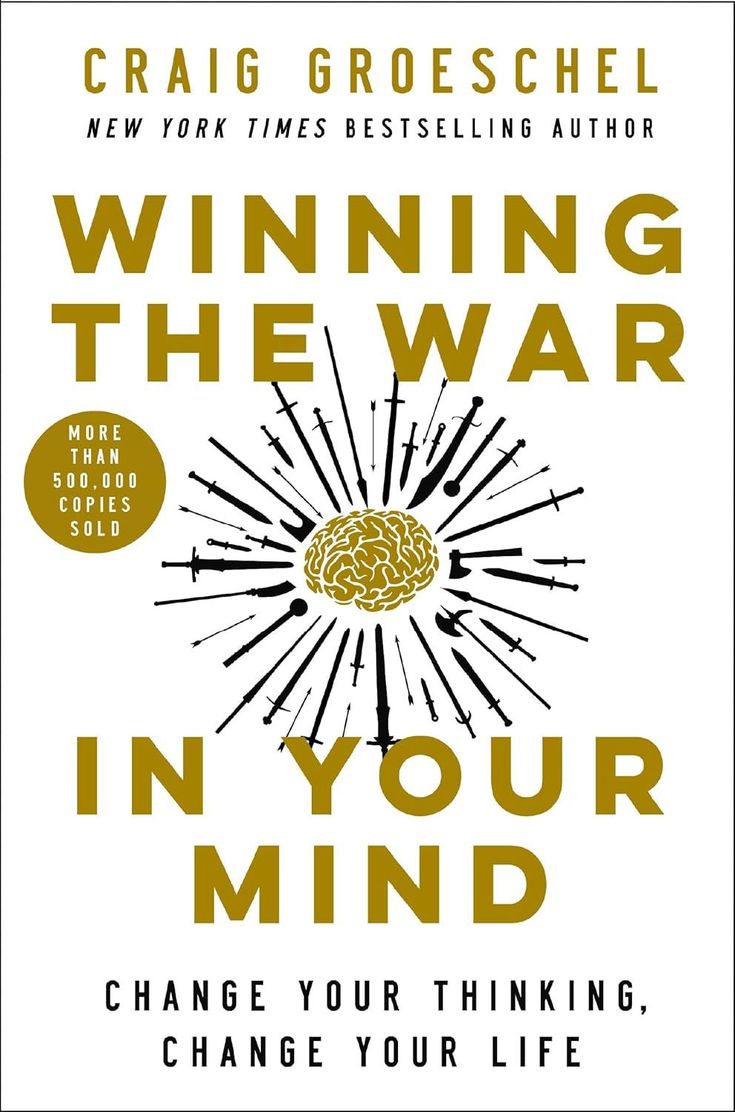 CRAIG GROESCHEL
NEW YORK TIMES BESTSELLING AUTHOR
WINNING
THE WAR
MORE
THAN
500,000
COPIES
SOLD
IN YOUR
MIND
CHANGE YOUR THINKING,
CHANGE YOUR LIFE